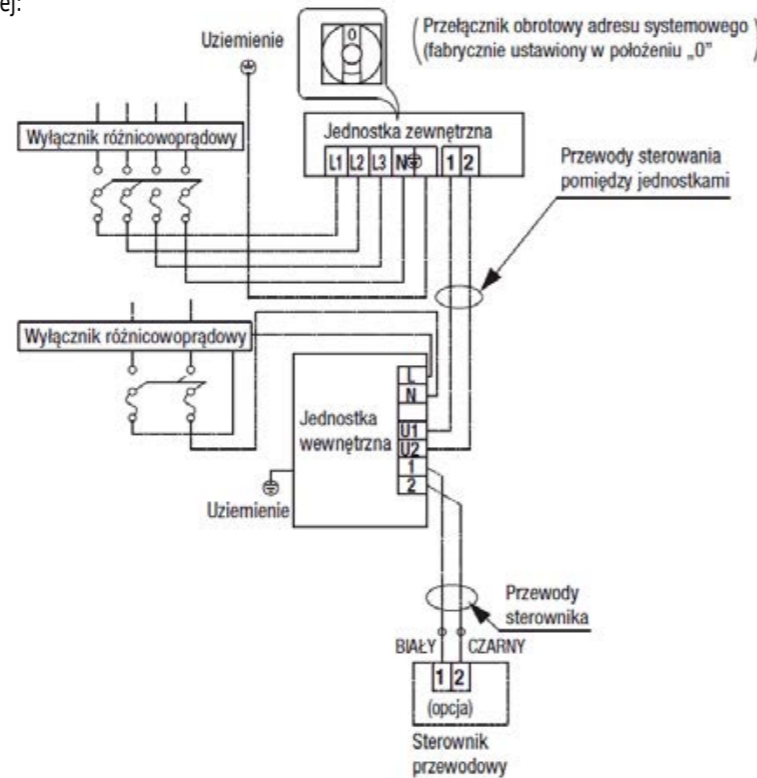 ej:
Uziemienie
0
( Przełącznik obrotowy adresu systemowego )
(fabrycznie ustawiony w położeniu „0”
Wyłącznik różnicowoprądowy
Jednostka zewnętrzna
L1 L2 L3 N 1 2
Przewody sterowania
pomiędzy jednostkami
Wyłącznik różnicowoprądowy
L
N
Jednostka
wewnętrzna
U1
U2
1
2
Uziemienie
Przewody
sterownika
BIAŁY CZARNY
1 2
(opcja)
Sterownik
przewodowy